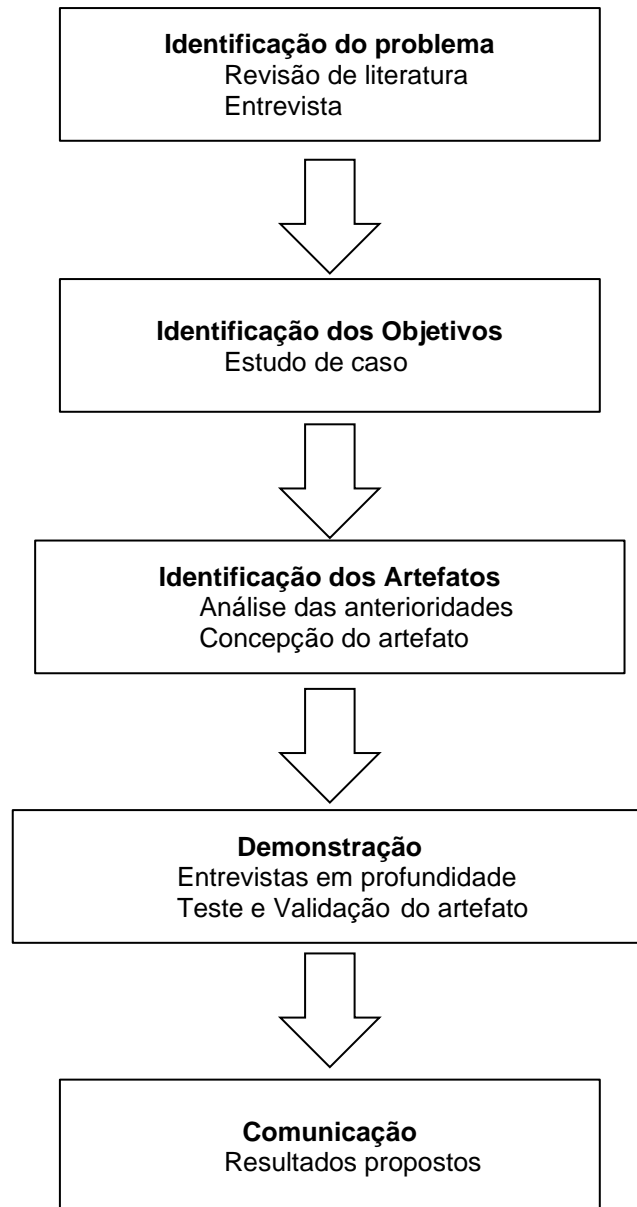 Identificação do problema
Revisão de literatura
Entrevista
Identificação dos Objetivos
Estudo de caso
Identificação dos Artefatos
Análise das anterioridades
Concepção do artefato
Demonstração
Entrevistas em profundidade
Teste e Validação do artefato
Comunicação
Resultados propostos